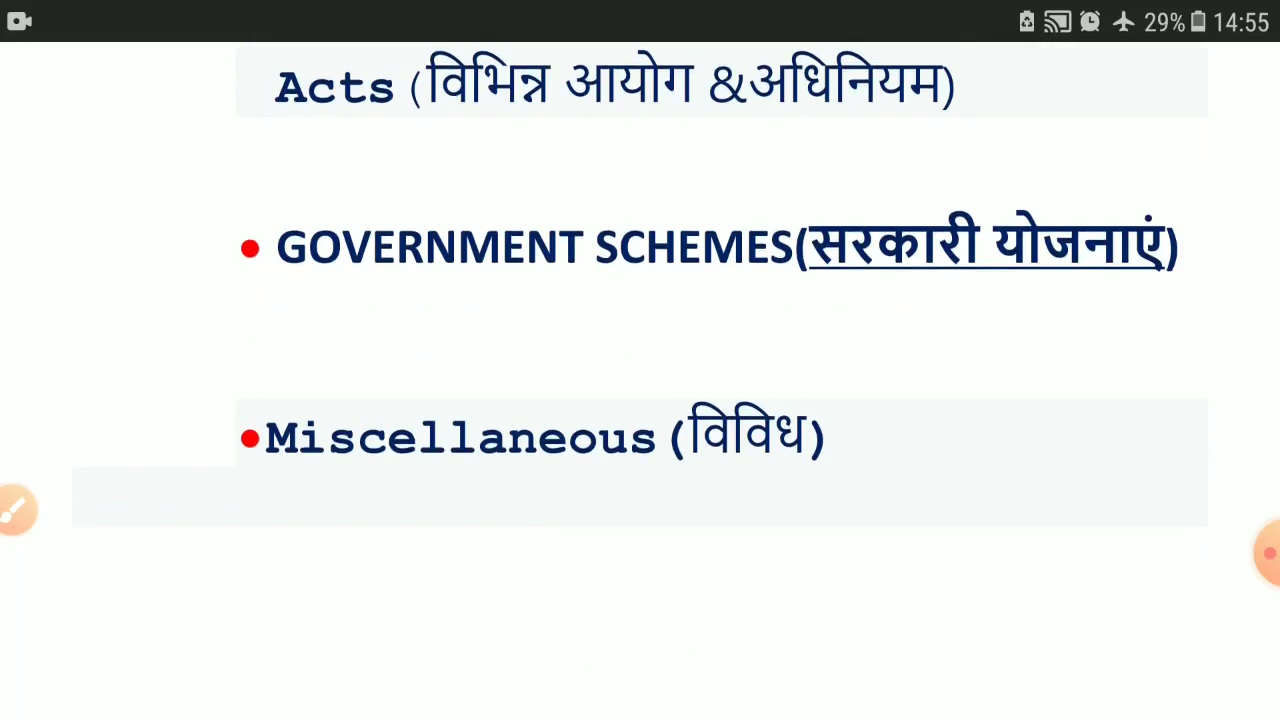 29% 14:55
Acts (विभिन्न आयोग &अधिनियम)
• GOVERNMENT SCHEMES(सरकारी योजनाएं)
•Miscellaneous (विविध)